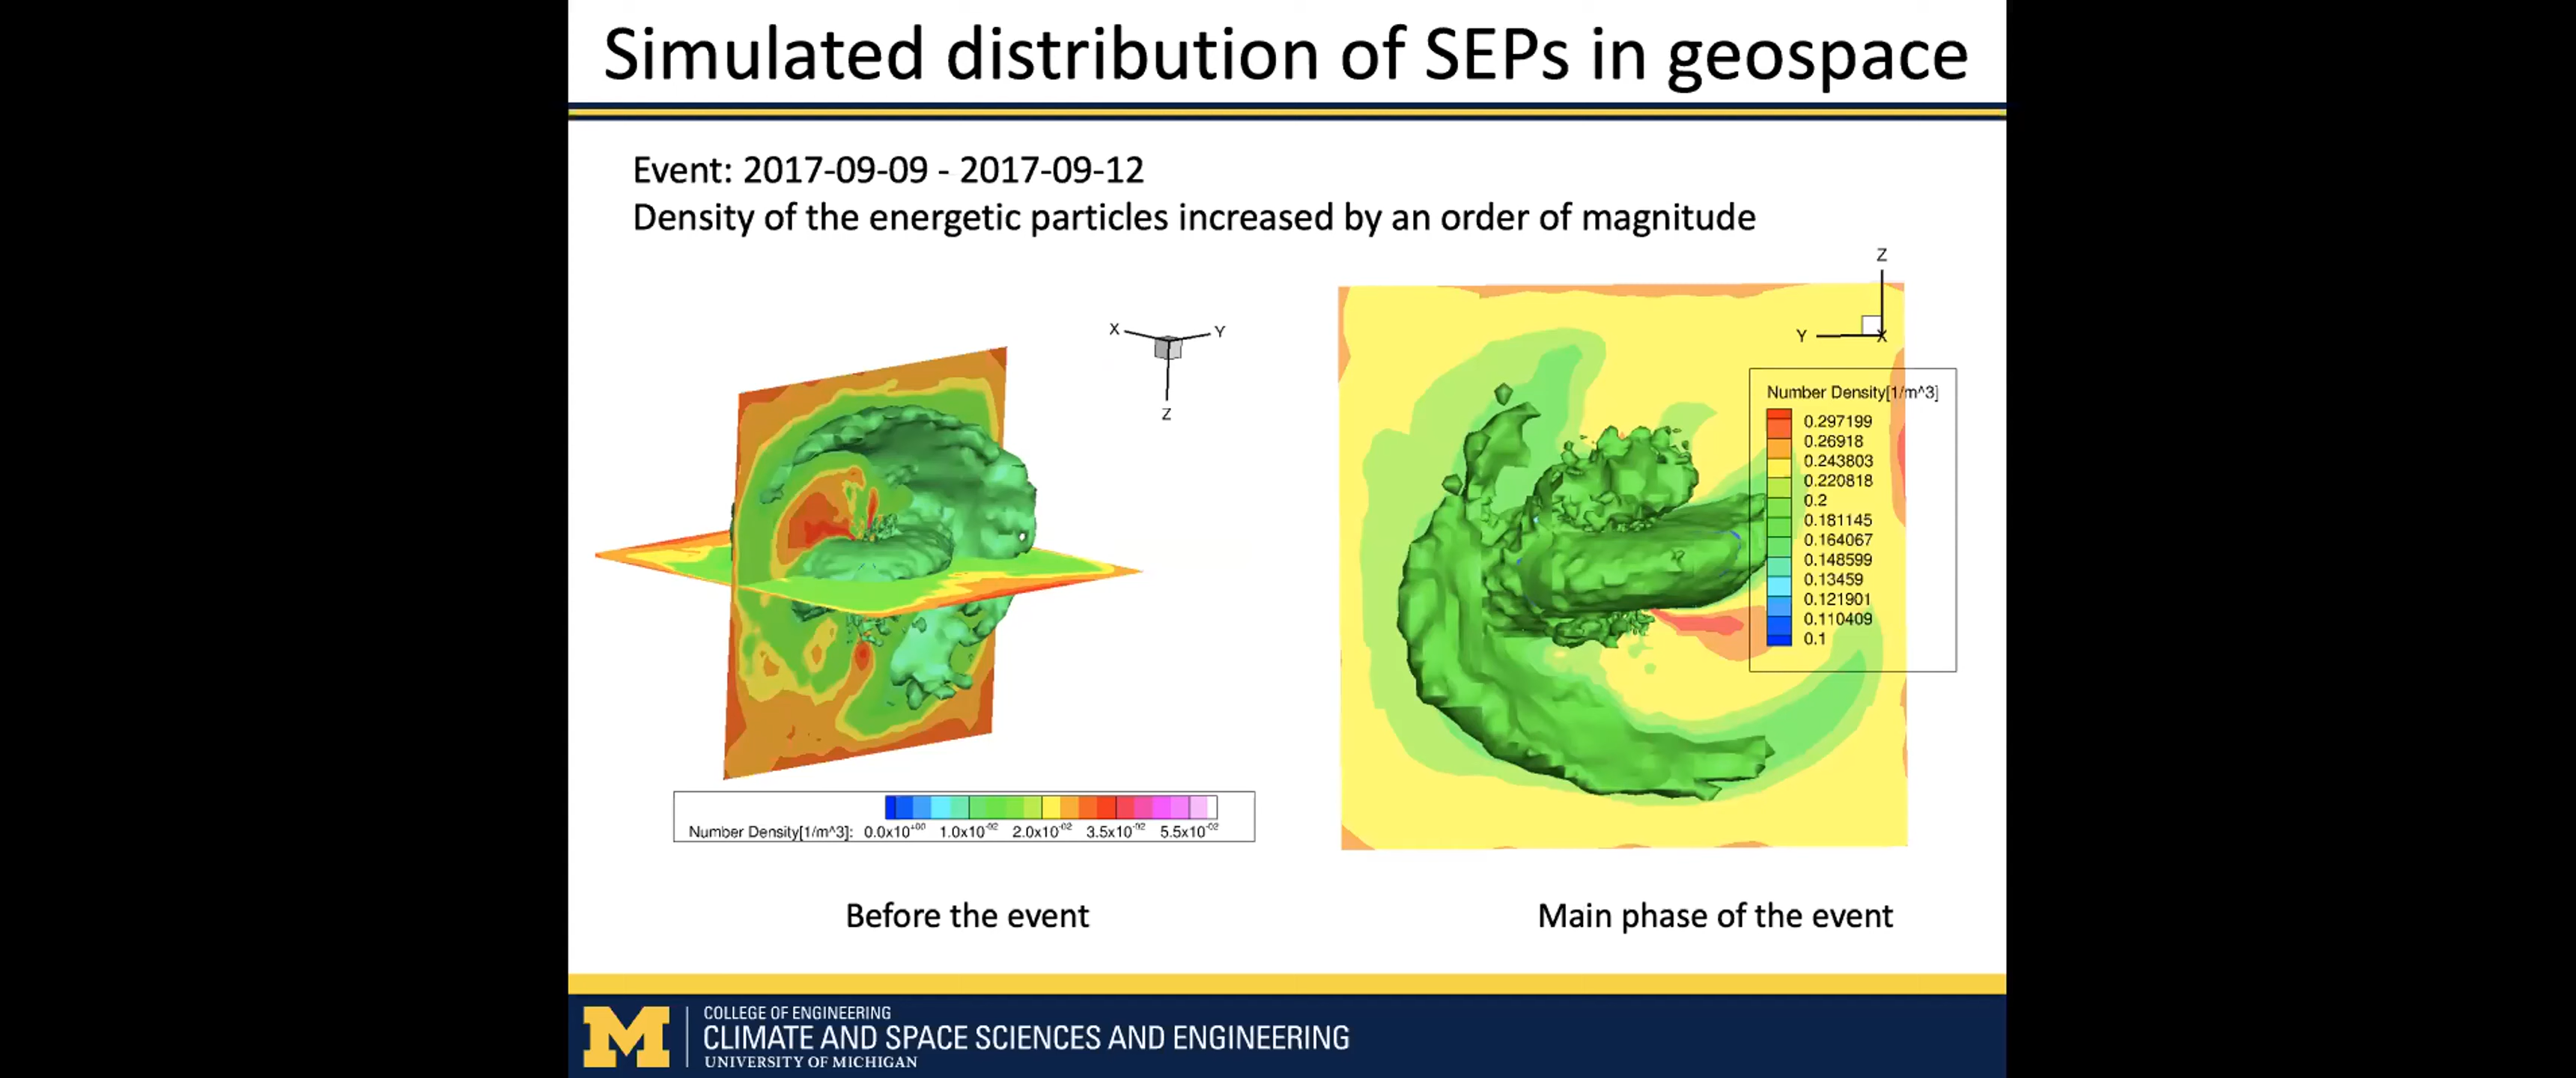 Simulated distribution of SEPs in geospace
Event: 2017-09-09 - 2017-09-12
Density of the energetic particles increased by an order of magnitude
X
Y
Z
Number Density[1/m^3]: 0.0x10+00 1.0x10-02 2.0x10-02 3.5x10-02 5.5x10-02
Before the event
Z
Y
X
Number Density[1/m^3]
0.297199
0.26918
0.243803
0.220818
0.2
0.181145
0.164067
0.148599
0.13459
0.121901
0.110409
0.1
Main phase of the event
M
COLLEGE OF ENGINEERING
CLIMATE AND SPACE SCIENCES AND ENGINEERING
UNIVERSITY OF MICHIGAN